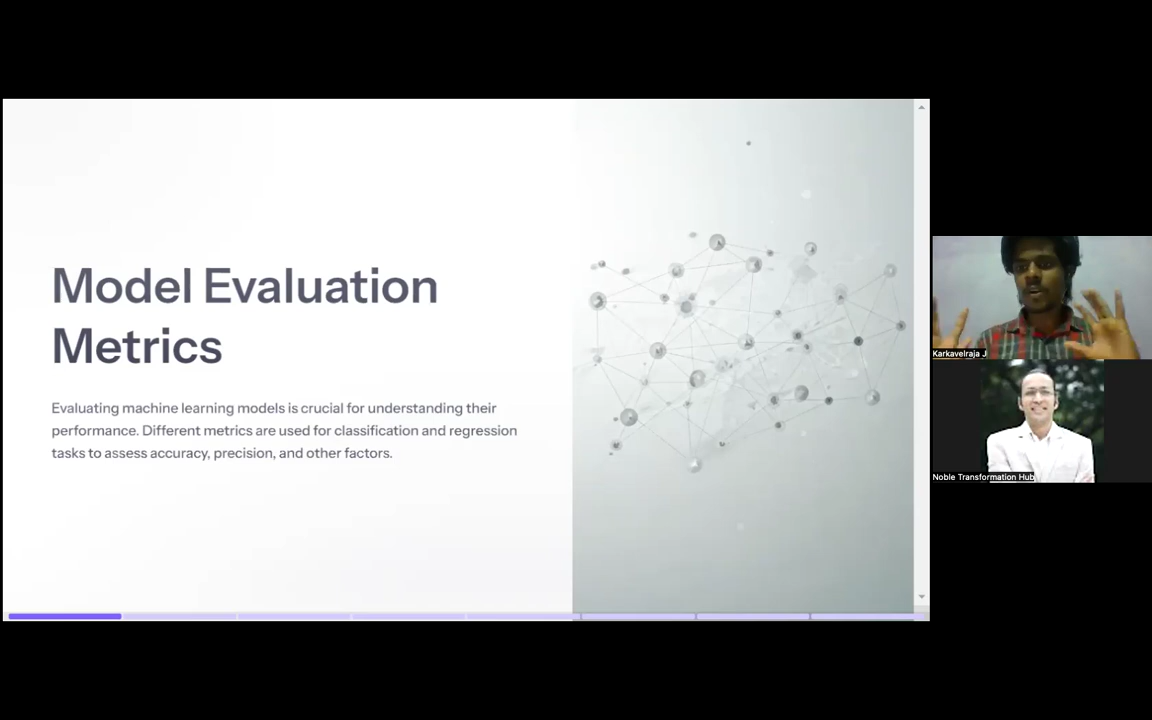 Model Evaluation
Metrics
Evaluating machine learning models is crucial for understanding their
performance. Different metrics are used for classification and regression
tasks to assess accuracy, precision, and other factors.
Karkavelraja J
Noble Transformation Hub